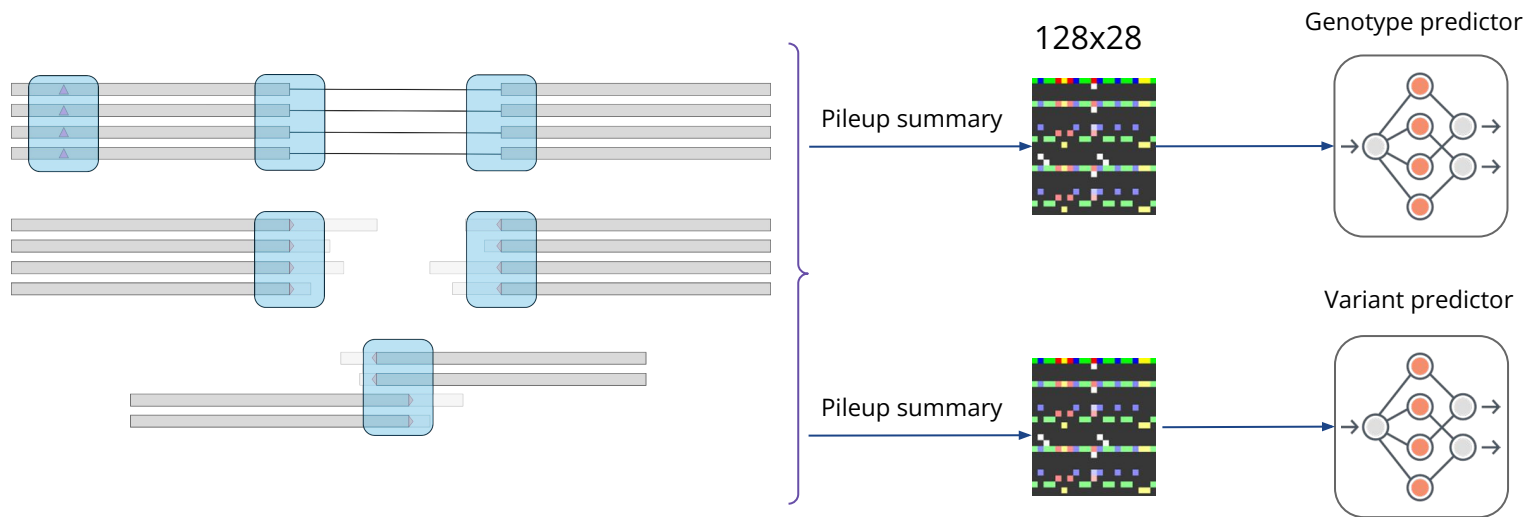 128x28
Genotype predictor
Pileup summary
Variant predictor
Pileup summary